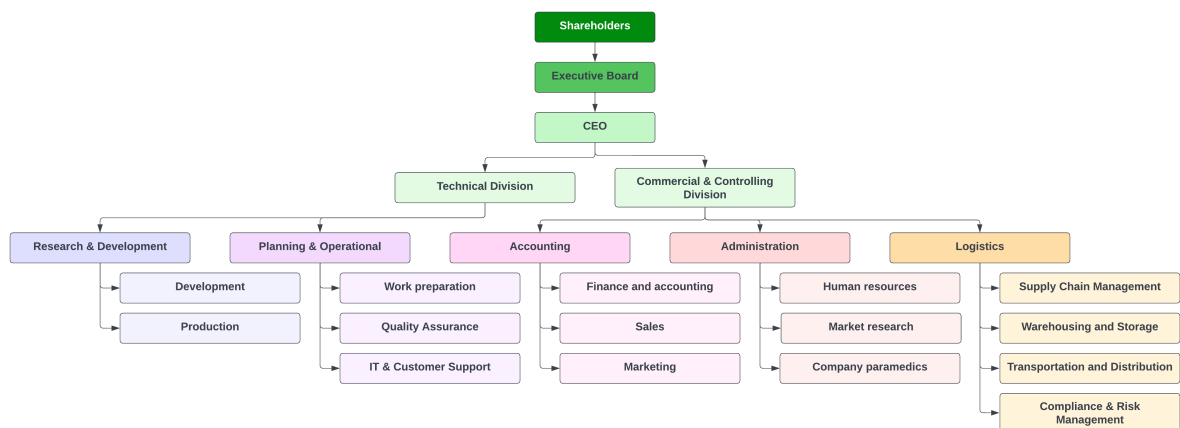 Shareholders
Executive Board
CEO
Technical Division
Commercial & Controlling
Division
Research & Development
Planning & Operational
Accounting
Administration
Logistics
Development
Work preparation
Finance and accounting
Human resources
Supply Chain Management
Production
Quality Assurance
Sales
Market research
Warehousing and Storage
IT & Customer Support
Marketing
Company paramedics
Transportation and Distribution
Compliance & Risk
Management